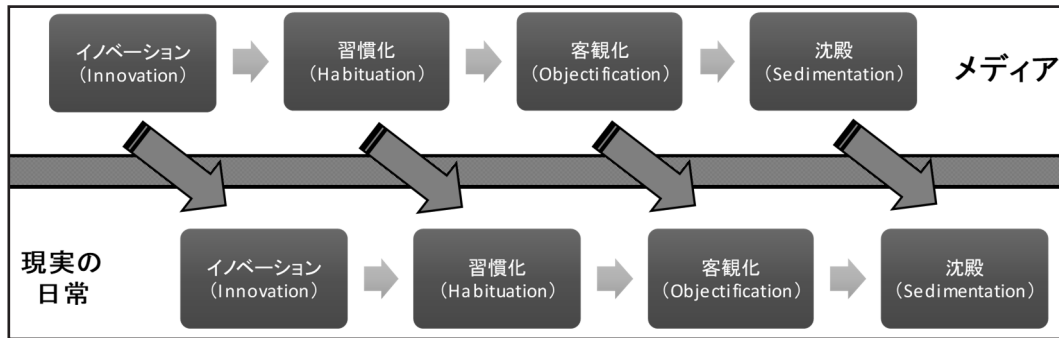 イノベーション
（Innovation）
習慣化
（Habituation）
客観化
（Objectification）
沈殿
（Sedimentation）
メディア
現実の
日常
イノベーション
（Innovation）
習慣化
（Habituation）
客観化
（Objectification）
沈殿
（Sedimentation）